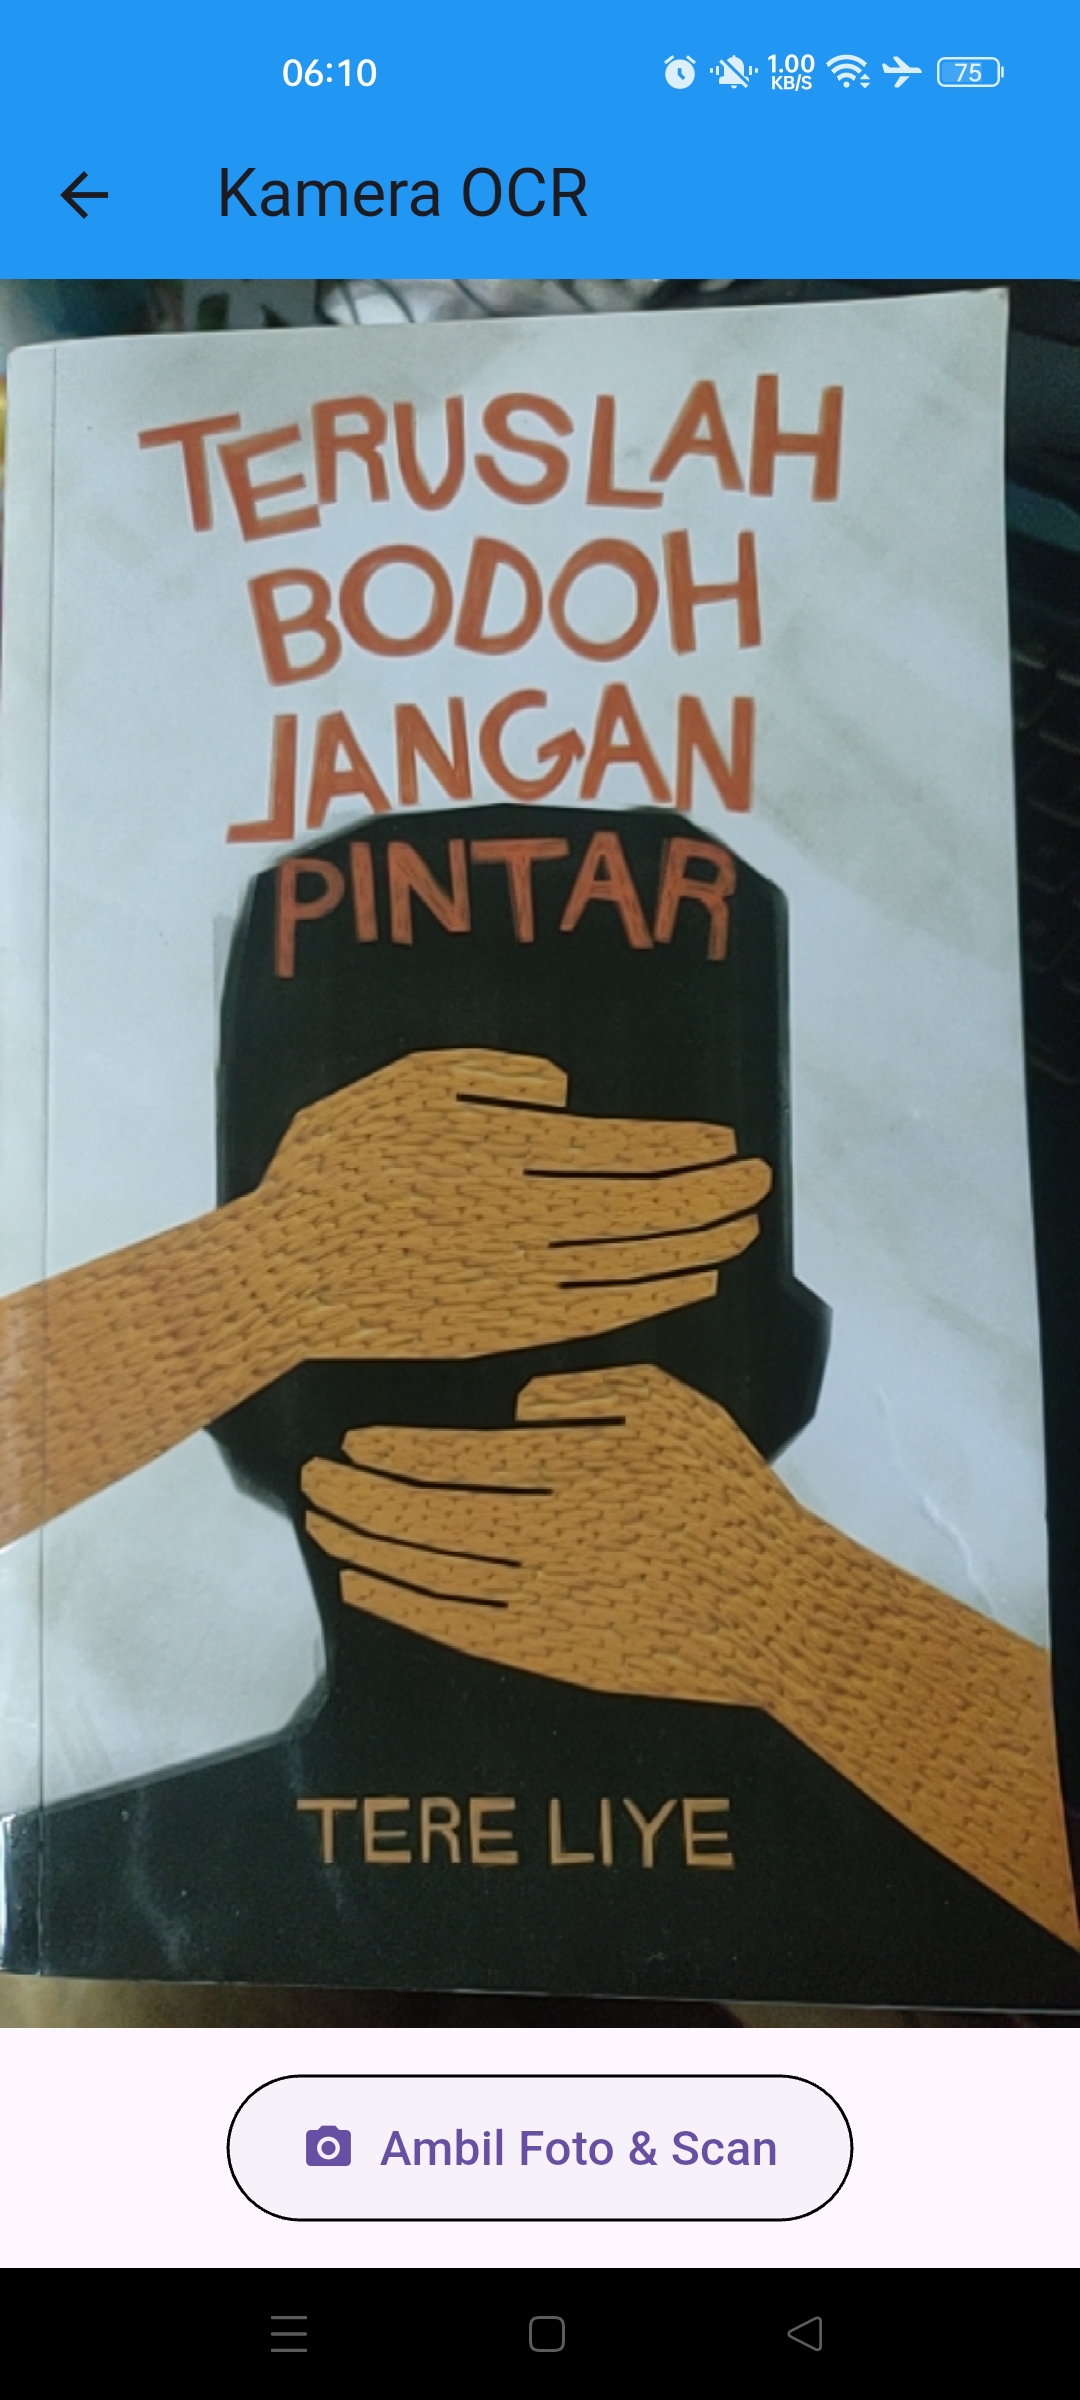 06:10
1.00
KB/S
75
Kamera OCR
TERUSLAH
BODOH
JANGAN
PINTAR
TERE LIYE
Ambil Foto & Scan